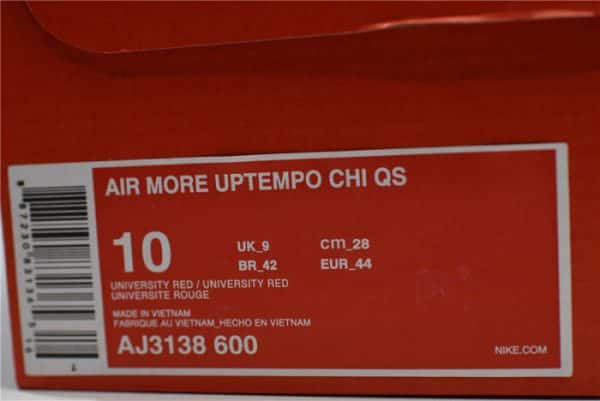 AIR MORE UPTEMPO CHI QS
10
UK_9 cm_28
BR_42 EUR_44
UNIVERSITY RED / UNIVERSITY RED
UNIVERSITE ROUGE
MADE IN VIETNAM
FABRIQUE AU VIETNAM_HECHO EN VIETNAM
AJ3138 600
NIKE.COM